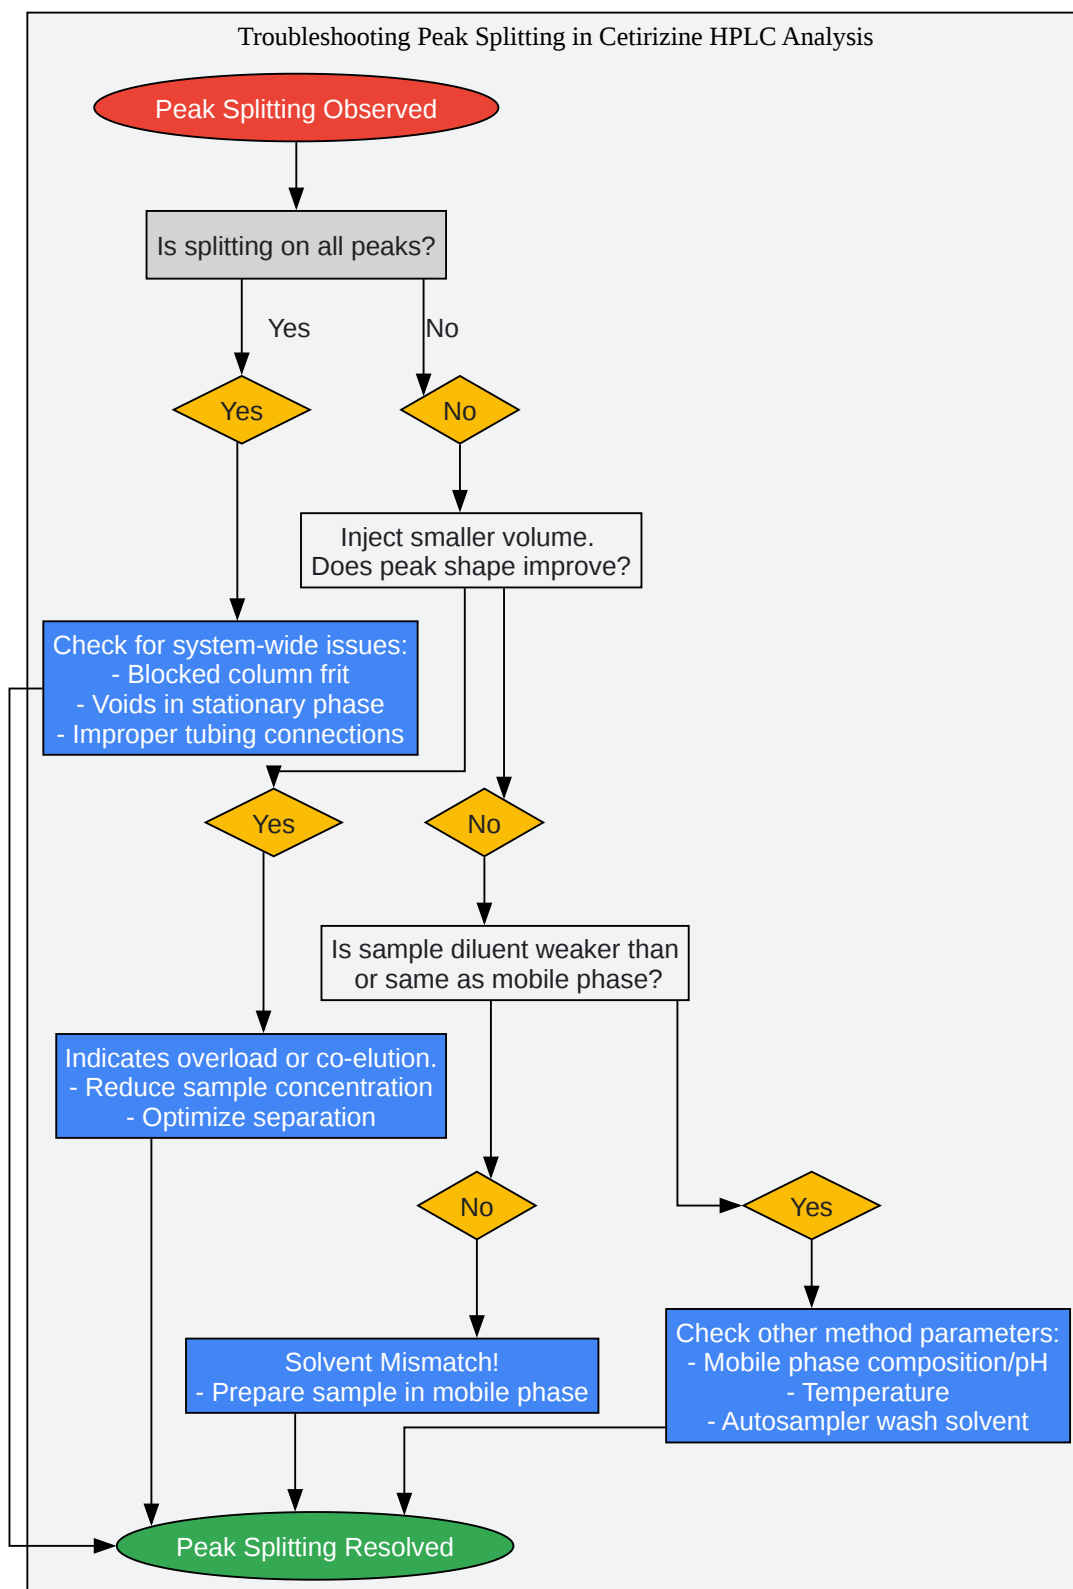 Troubleshooting Peak Splitting in Cetirizine HPLC Analysis
Peak Splitting Observed
Is splitting on all peaks?
Yes
No
Yes
No
Inject smaller volume.
Does peak shape improve?
Check for system-wide issues:
- Blocked column frit
- Voids in stationary phase
- Improper tubing connections
Yes
No
Is sample diluent weaker than
or same as mobile phase?
Indicates overload or co-elution.
- Reduce sample concentration
- Optimize separation
No
Yes
Solvent Mismatch!
- Prepare sample in mobile phase
Check other method parameters:
- Mobile phase composition/pH
- Temperature
- Autosampler wash solvent
Peak Splitting Resolved